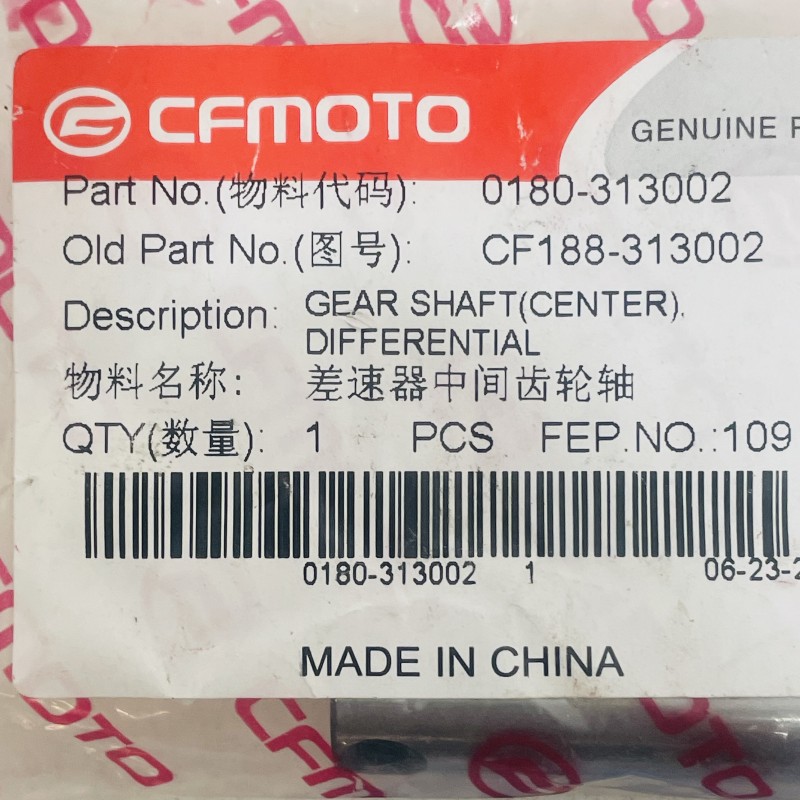 CFMOTO
GENUINE P
Part No.(物料代码): 0180-313002
Old Part No.(图号): CF188-313002
Description: GEAR SHAFT(CENTER),
DIFFERENTIAL
物料名称: 差速器中间齿轮轴
QTY(数量): 1 PCS FEP.NO.:109
0180-313002 1 06-23-2
MADE IN CHINA